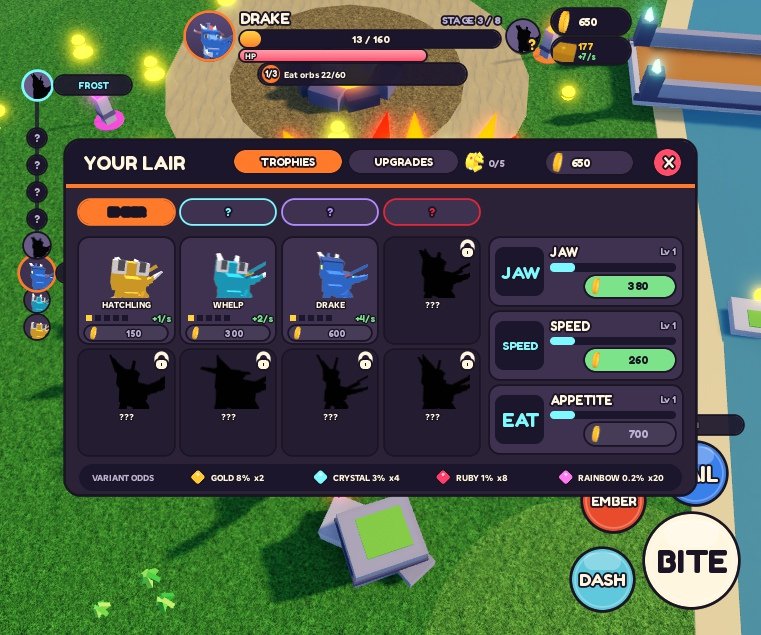 DRAKE
STAGE 3 / 8
13 / 160
HP
1/3 Eat orbs 22/60
?
650
177
+7/s
FROST
?
?
?
?
YOUR LAIR
TROPHIES
UPGRADES
0/5
650
X
?
?
?
HATCHLING
+1/s
150
WHELP
+2/s
300
DRAKE
+4/s
600
???
???
???
???
???
JAW
JAW
Lv 1
380
SPEED
SPEED
Lv 1
260
EAT
APPETITE
Lv 1
700
VARIANT ODDS
GOLD 8% x2
CRYSTAL 3% x4
RUBY 1% x8
RAINBOW 0.2% x20
AIL
EMBER
BITE
DASH